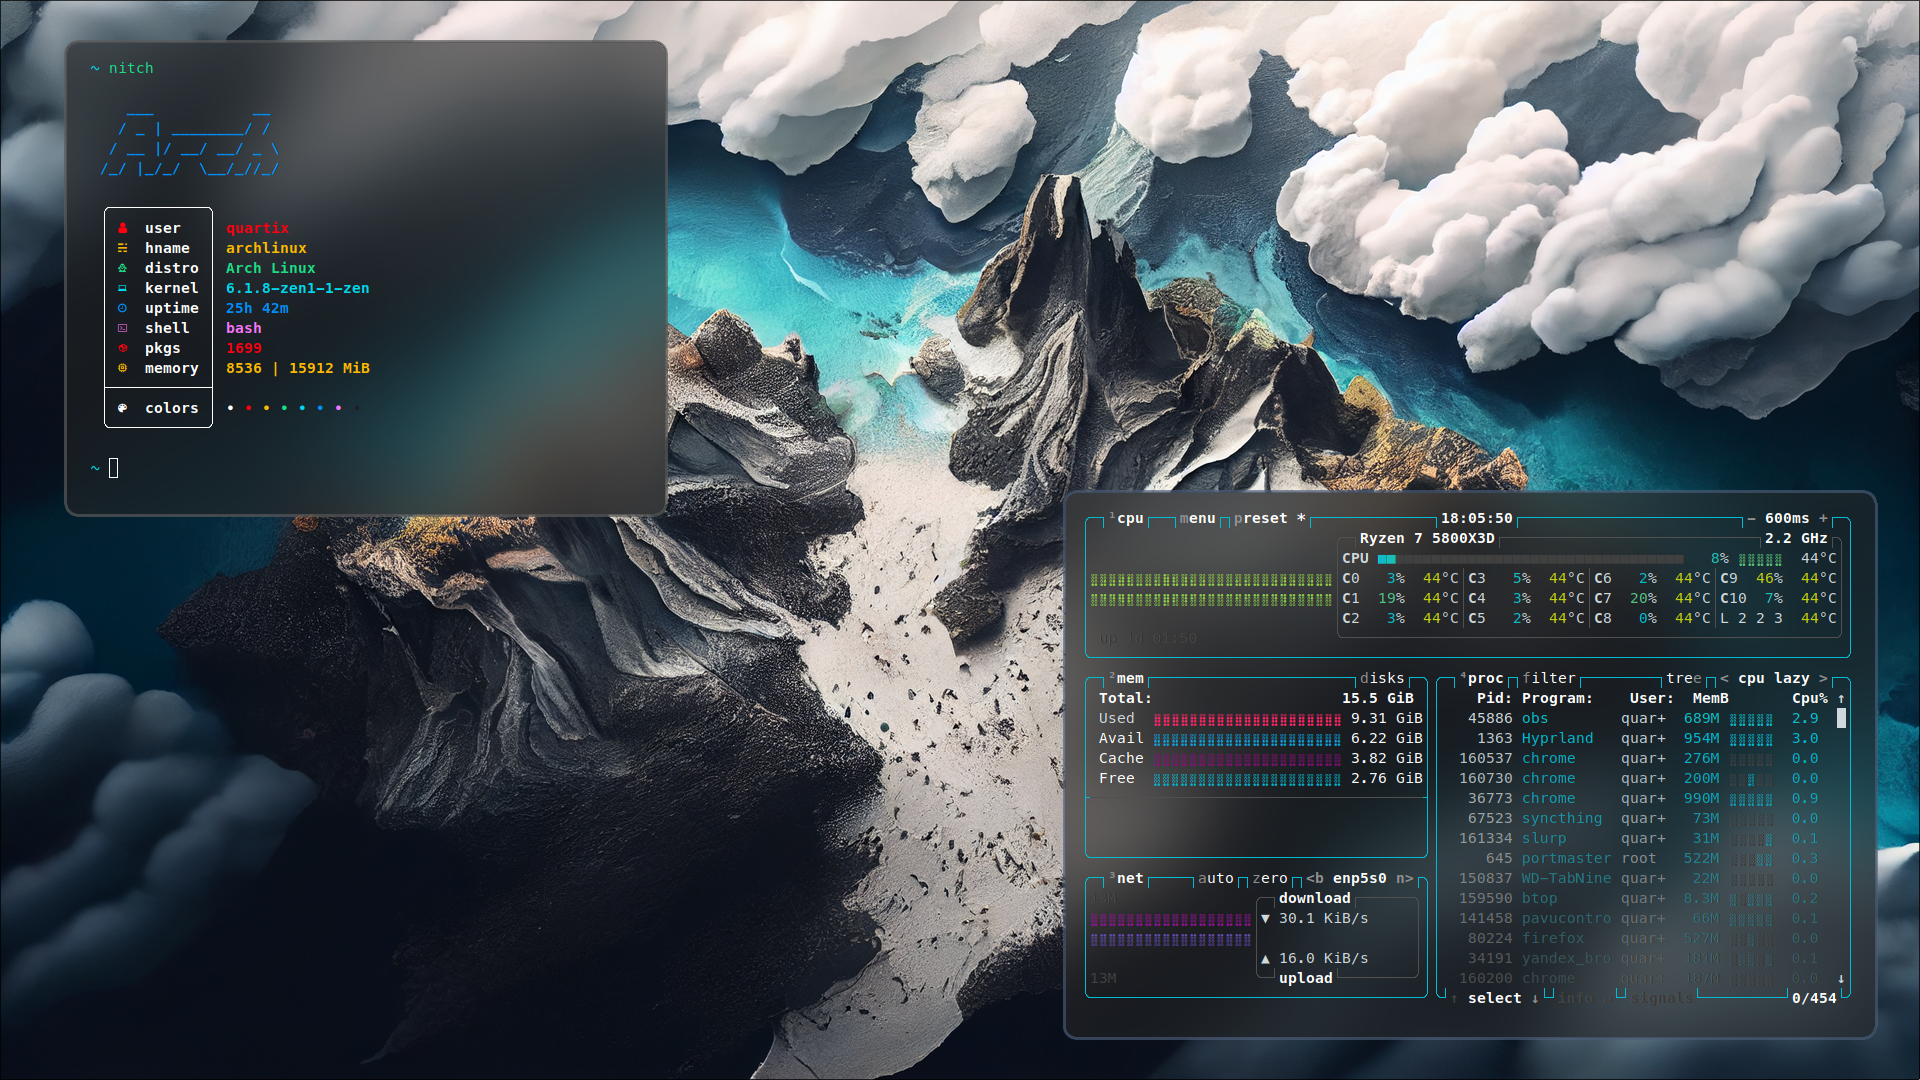 ~ nitch
user quartix
hname archlinux
distro Arch Linux
kernel 6.1.8-zen1-1-zen
uptime 25h 42m
shell bash
pkgs 1699
memory 8536 | 15912 MiB
colors
~
¹cpu menu preset * 18:05:50 - 600ms +
Ryzen 7 5800X3D 2.2 GHz
CPU 8% 44°C
C0 3% 44°C C3 5% 44°C C6 2% 44°C C9 46% 44°C
C1 19% 44°C C4 3% 44°C C7 20% 44°C C10 7% 44°C
C2 3% 44°C C5 2% 44°C C8 0% 44°C L 2 2 3 44°C
up 1d 01:50
²mem disks
Total: 15.5 GiB
Used 9.31 GiB
Avail 6.22 GiB
Cache 3.82 GiB
Free 2.76 GiB
³net auto zero <b enp5s0 n>
13M
download
▼ 30.1 KiB/s
▲ 16.0 KiB/s
13M
upload
⁴proc filter tree < cpu lazy >
Pid: Program: User: MemB Cpu% ↑
45886 obs quar+ 689M 2.9
1363 Hyprland quar+ 954M 3.0
160537 chrome quar+ 276M 0.0
160730 chrome quar+ 200M 0.0
36773 chrome quar+ 990M 0.9
67523 syncthing quar+ 73M 0.0
161334 slurp quar+ 31M 0.1
645 portmaster root 522M 0.3
150837 WD-TabNine quar+ 22M 0.0
159590 btop quar+ 8.3M 0.2
141458 pavucontro quar+ 66M 0.1
80224 firefox quar+ 527M 0.0
34191 yandex_bro quar+ 0.1
160200 chrome quar+ 187M 0.0 ↓
↑ select ↓ info signals 0/454